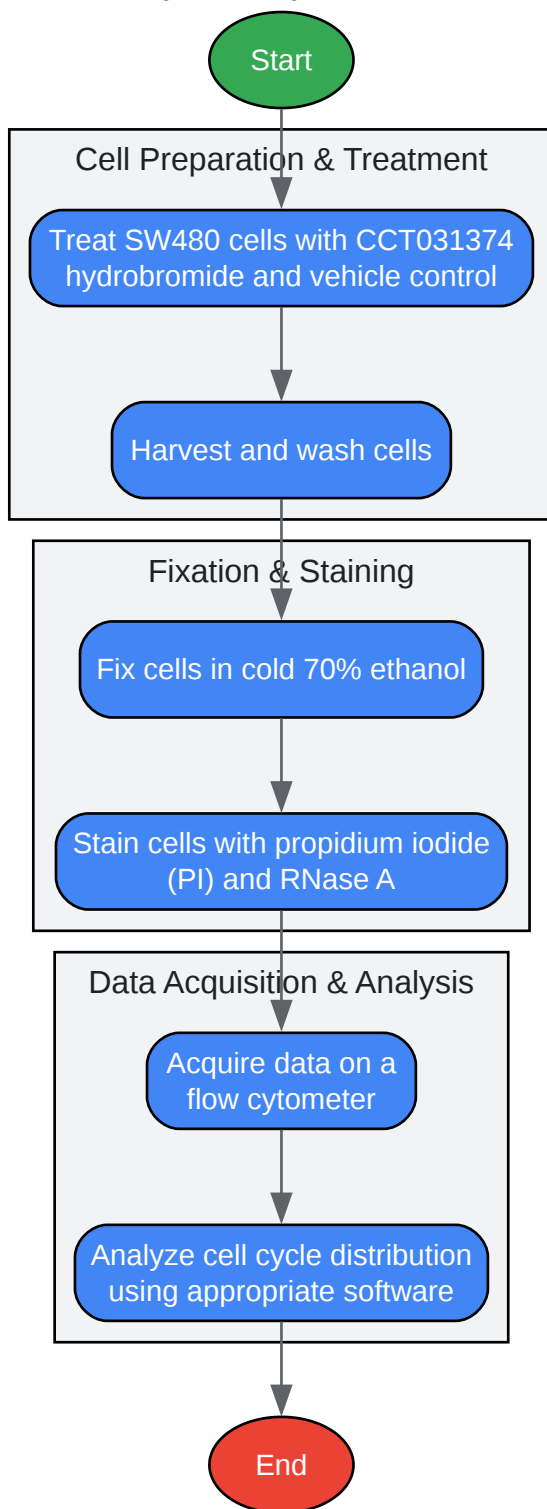 Start
Cell Preparation & Treatment
Treat SW480 cells with CCT031374
hydrobromide and vehicle control
Harvest and wash cells
Fixation & Staining
Fix cells in cold 70% ethanol
Stain cells with propidium iodide
(PI) and RNase A
Data Acquisition & Analysis
Acquire data on a
flow cytometer
Analyze cell cycle distribution
using appropriate software
End